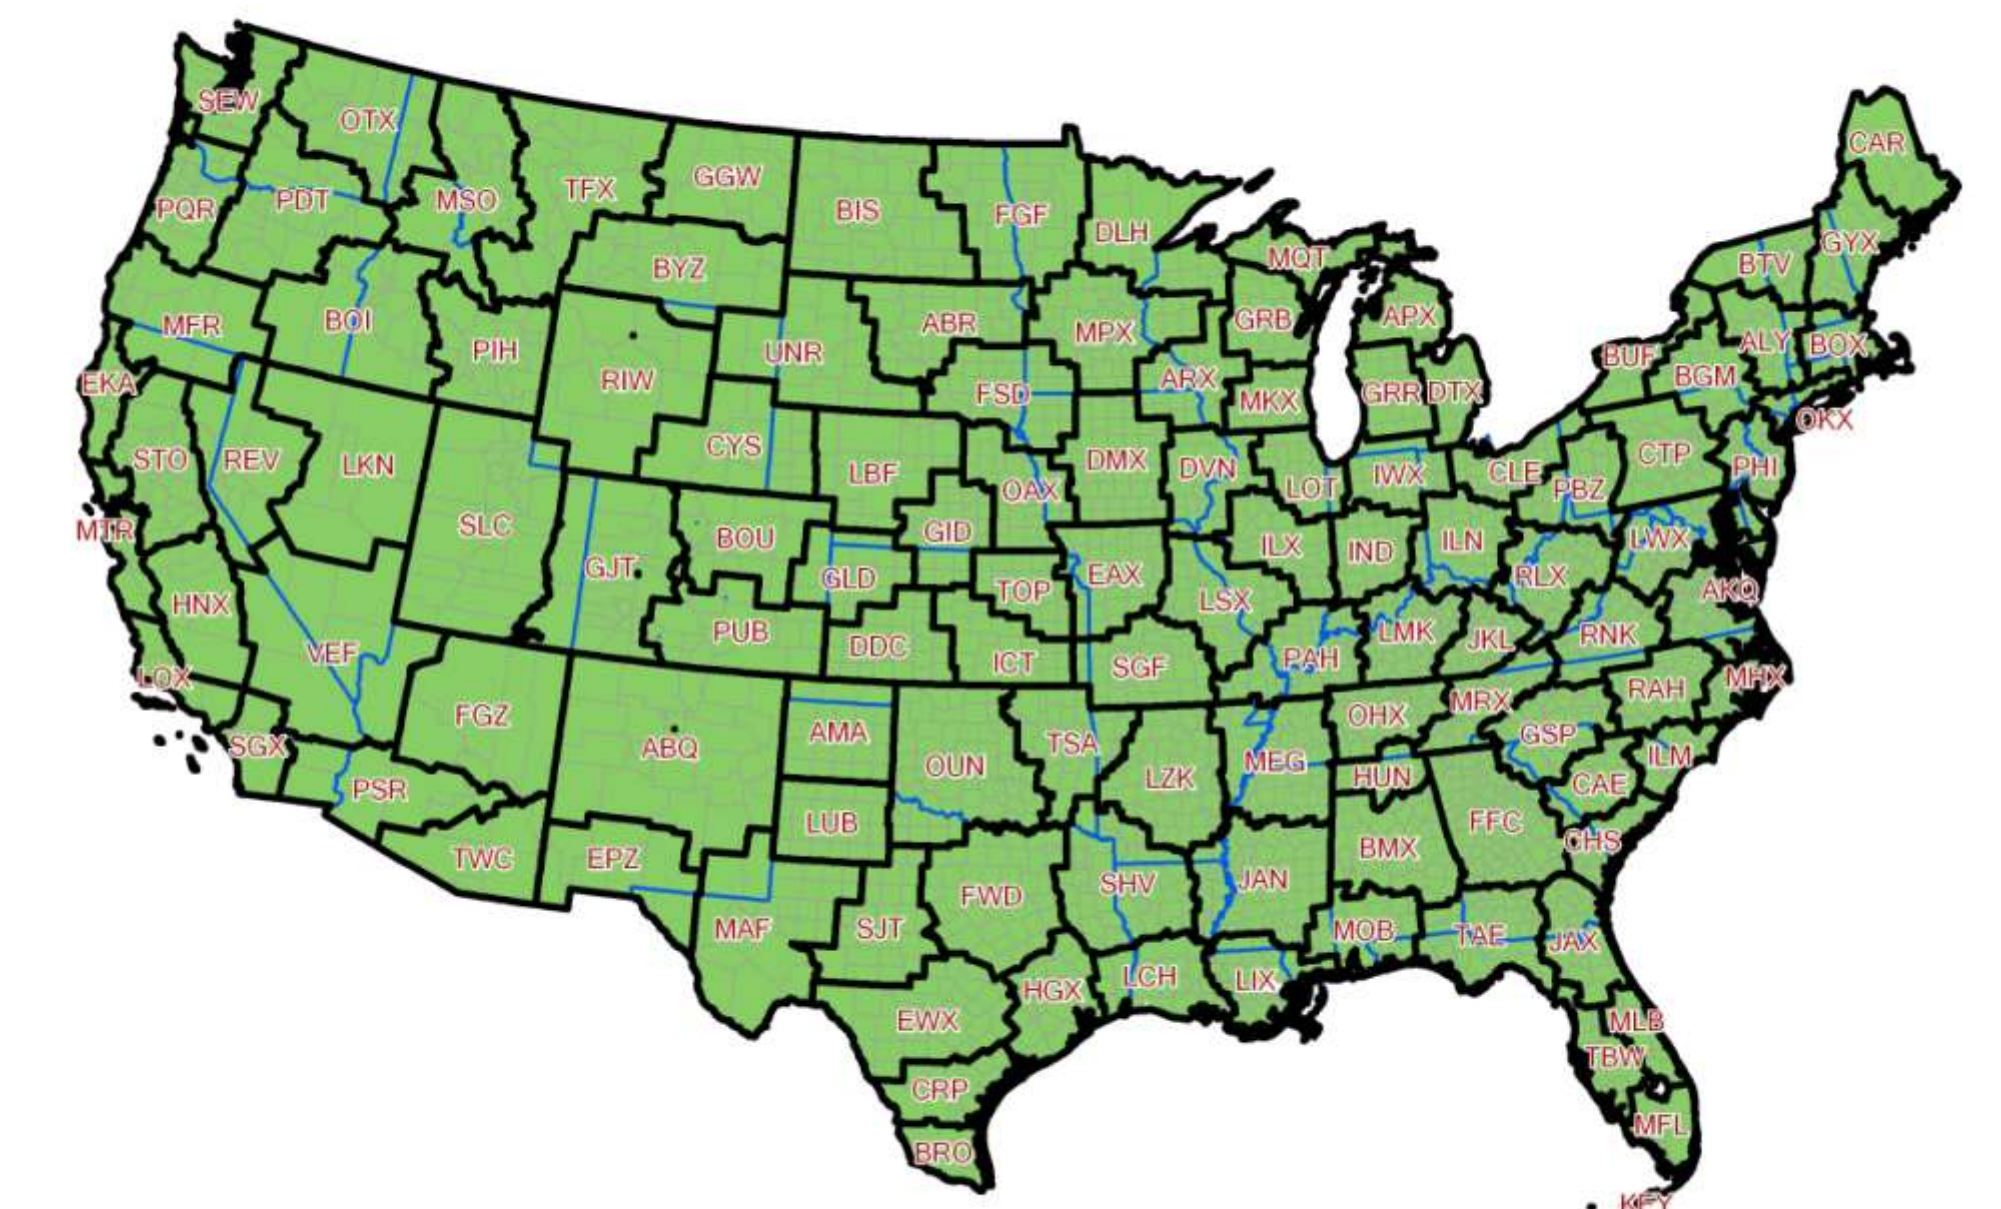 CAR
SEW
OTX
GGW
TFX
MSO
PDT
PQR
BIS
FGF
DLH
GYX
MQT
BTV
BYZ
MFR
BOI
PIH
ABR
MPX
GRB
APX
UNR
RIW
ALY
BOX
BUF
BGM
EKA
FSD
ARX
MKX
GRR
DTX
OKX
STO
REV
LKN
CYS
LBF
OAX
DMX
DVN
LOT
IWX
CLE
PBZ
CTP
PHI
MTR
SLC
BOU
GID
ILX
IND
ILN
LWX
GJT
GLD
TOP
EAX
RLX
AKQ
HNX
LSX
PUB
DDC
VEF
ICT
SGF
PAH
LMK
JKL
RNK
LOX
FGZ
MRX
RAH
MHX
SGX
ABQ
AMA
OUN
TSA
LZK
MEG
OHX
GSP
ILM
HUN
CAE
PSR
LUB
FFC
CHS
TWC
EPZ
BMX
FWD
SHV
JAN
MAF
SJT
MOB
TAE
JAX
HGX
LCH
LIX
EWX
MLB
TBW
CRP
MFL
BRO
KEY